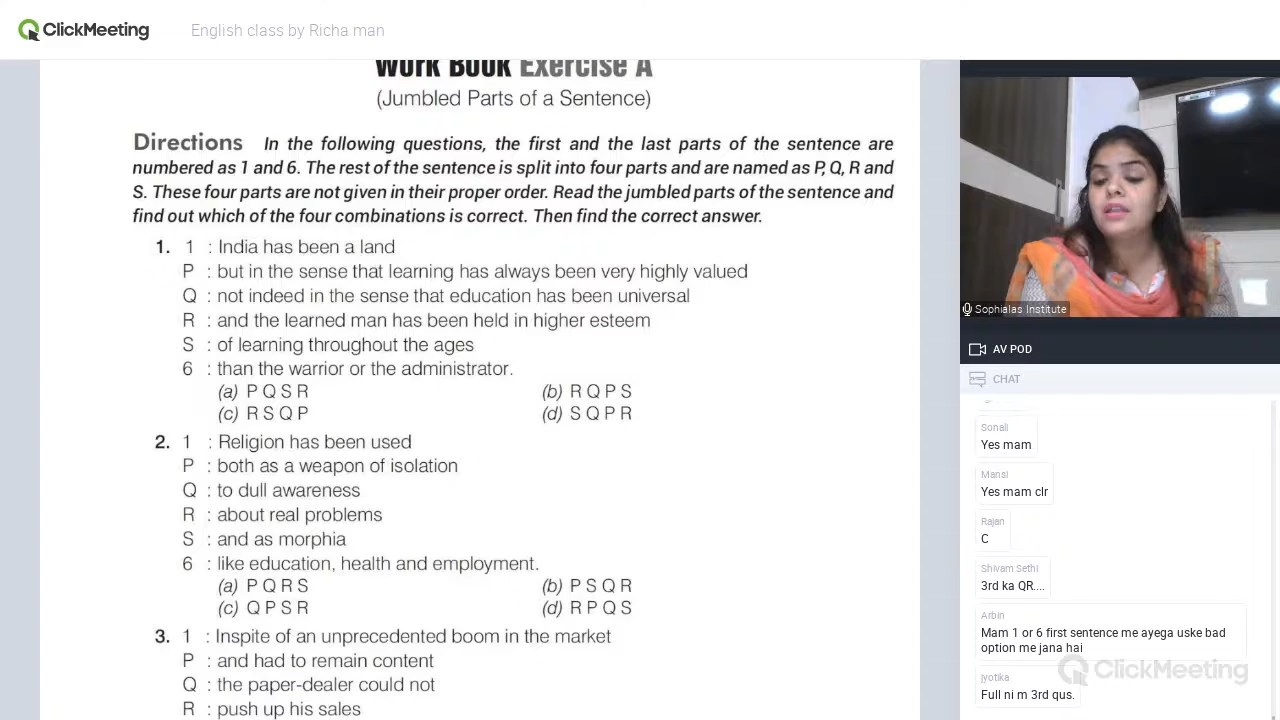 ClickMeeting
English class by Richa man
Work Book Exercise A
(Jumbled Parts of a Sentence)
Directions In the following questions, the first and the last parts of the sentence are
numbered as 1 and 6. The rest of the sentence is split into four parts and are named as P, Q, R and
S. These four parts are not given in their proper order. Read the jumbled parts of the sentence and
find out which of the four combinations is correct. Then find the correct answer.
1. 1 : India has been a land
P : but in the sense that learning has always been very highly valued
Q : not indeed in the sense that education has been universal
R : and the learned man has been held in higher esteem
S : of learning throughout the ages
6 : than the warrior or the administrator.
(a) P Q S R (b) R Q P S
(c) R S Q P (d) S Q P R
2. 1 : Religion has been used
P : both as a weapon of isolation
Q : to dull awareness
R : about real problems
S : and as morphia
6 : like education, health and employment.
(a) P Q R S (b) P S Q R
(c) Q P S R (d) R P Q S
3. 1 : Inspite of an unprecedented boom in the market
P : and had to remain content
Q : the paper-dealer could not
R : push up his sales
Sophialas Institute
AV POD
CHAT
Sonali
Yes mam
Mansi
Yes mam clr
Rajan
C
Shivam Sethi
3rd ka QR....
Arbin
Mam 1 or 6 first sentence me ayega uske bad
option me jana hai
jyotika
Full ni m 3rd qus.
ClickMeeting